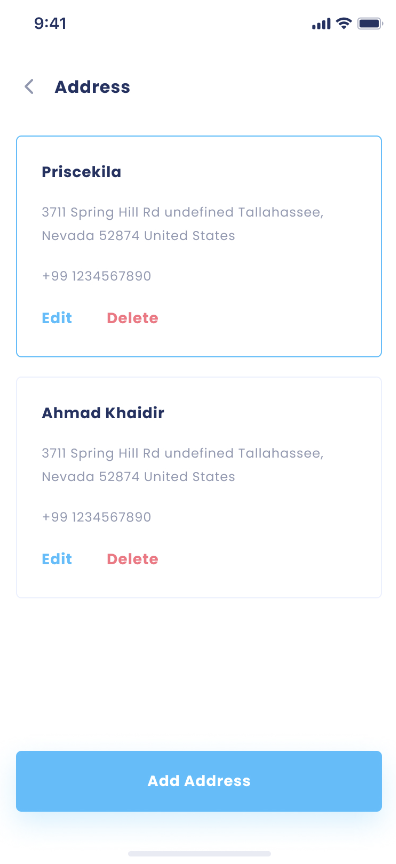 9:41
Address
Priscekila
3711 Spring Hill Rd undefined Tallahassee,
Nevada 52874 United States
+99 1234567890
Edit Delete
Ahmad Khaidir
3711 Spring Hill Rd undefined Tallahassee,
Nevada 52874 United States
+99 1234567890
Edit Delete
Add Address